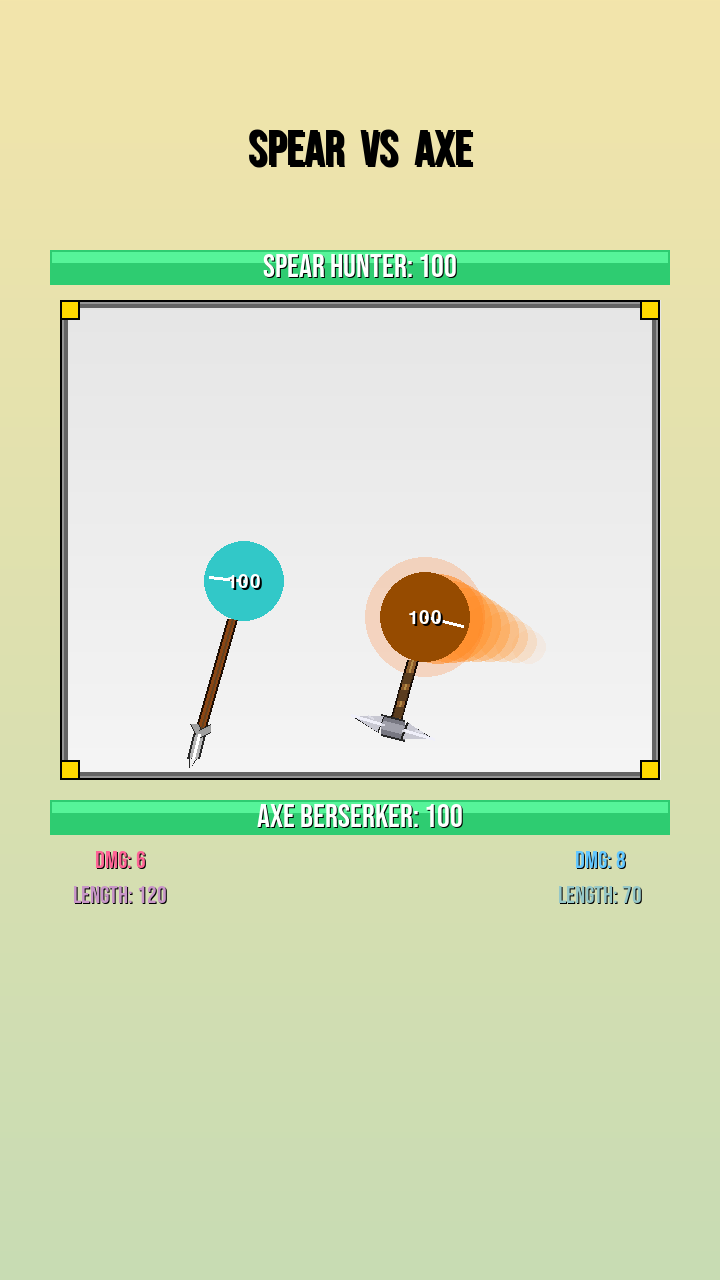 SPEAR VS AXE
SPEAR HUNTER: 100
100
100
AXE BERSERKER: 100
DMG: 6
DMG: 8
LENGTH: 120
LENGTH: 70